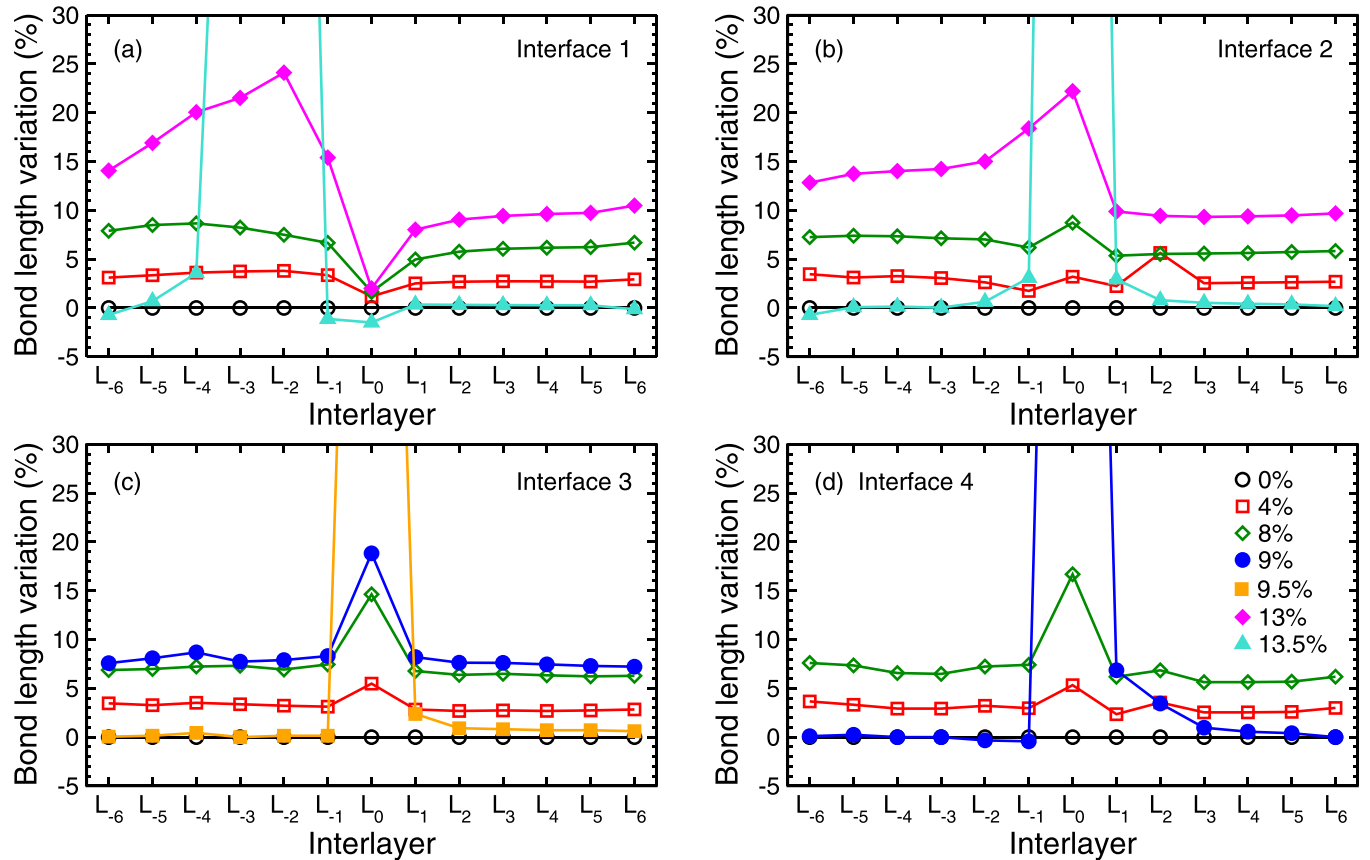 (a) Interface 1
Bond length variation (%)
30
25
20
15
10
5
0
-5
L-6 L-5 L-4 L-3 L-2 L-1 L0 L1 L2 L3 L4 L5 L6
Interlayer
(b) Interface 2
Bond length variation (%)
30
25
20
15
10
5
0
-5
L-6 L-5 L-4 L-3 L-2 L-1 L0 L1 L2 L3 L4 L5 L6
Interlayer
(c) Interface 3
Bond length variation (%)
30
25
20
15
10
5
0
-5
L-6 L-5 L-4 L-3 L-2 L-1 L0 L1 L2 L3 L4 L5 L6
Interlayer
(d) Interface 4
Bond length variation (%)
30
25
20
15
10
5
0
-5
0%
4%
8%
9%
9.5%
13%
13.5%
L-6 L-5 L-4 L-3 L-2 L-1 L0 L1 L2 L3 L4 L5 L6
Interlayer